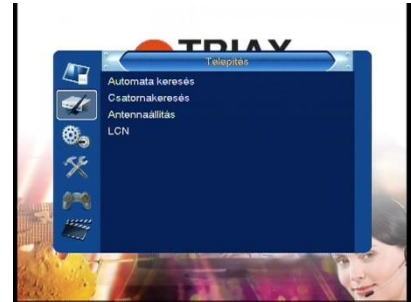 TRIAX
Telepítés
Automata keresés
Csatornakeresés
Antennaállítás
LCN